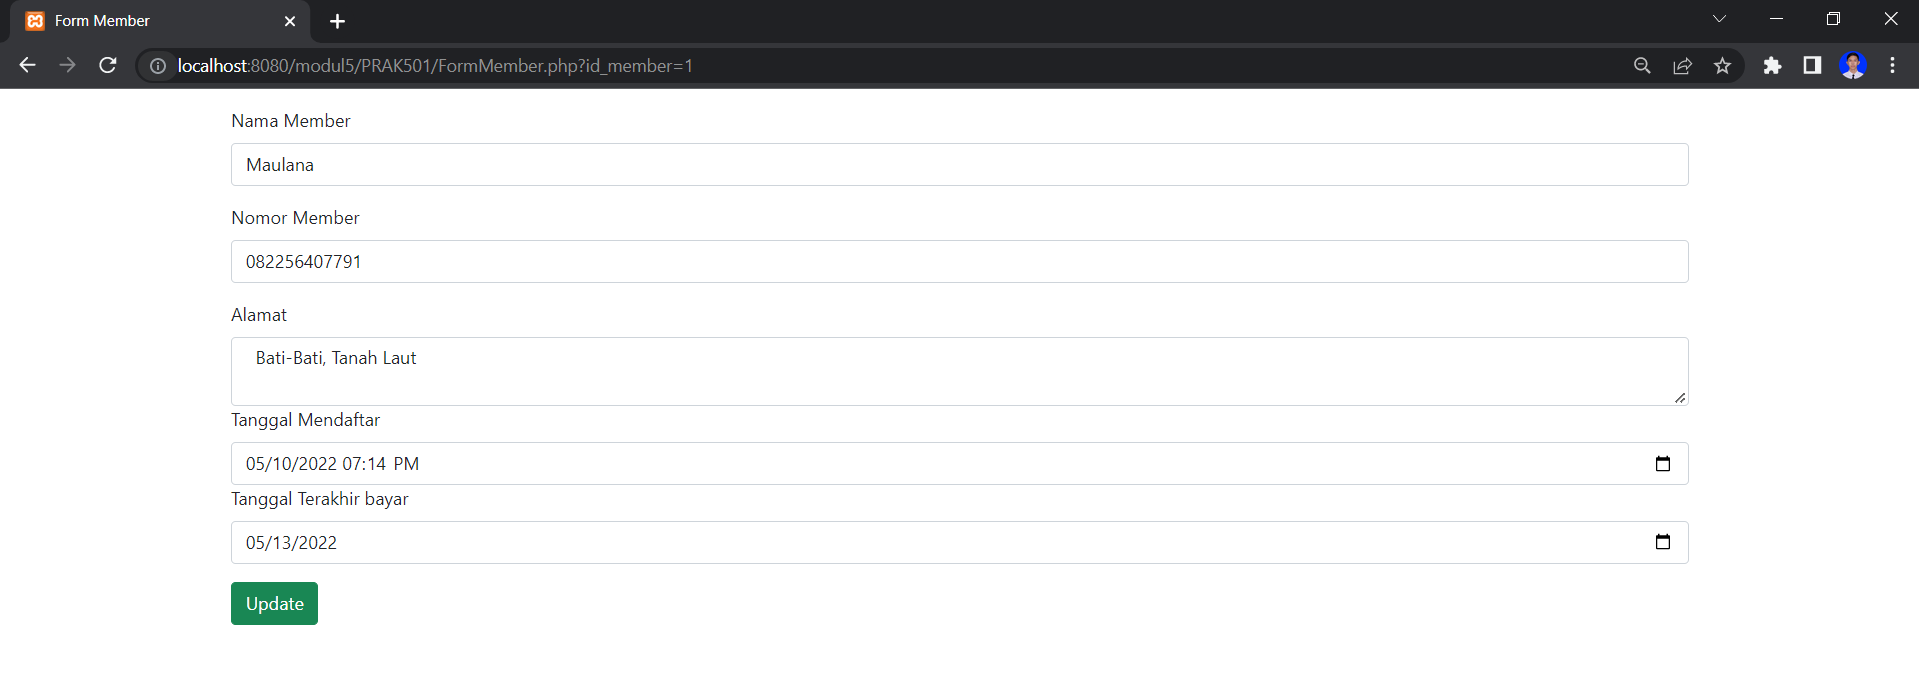 Form Member
localhost:8080/modul5/PRAK501/FormMember.php?id_member=1
Nama Member
Maulana
Nomor Member
082256407791
Alamat
Bati-Bati, Tanah Laut
Tanggal Mendaftar
05/10/2022 07:14 PM
Tanggal Terakhir bayar
05/13/2022
Update